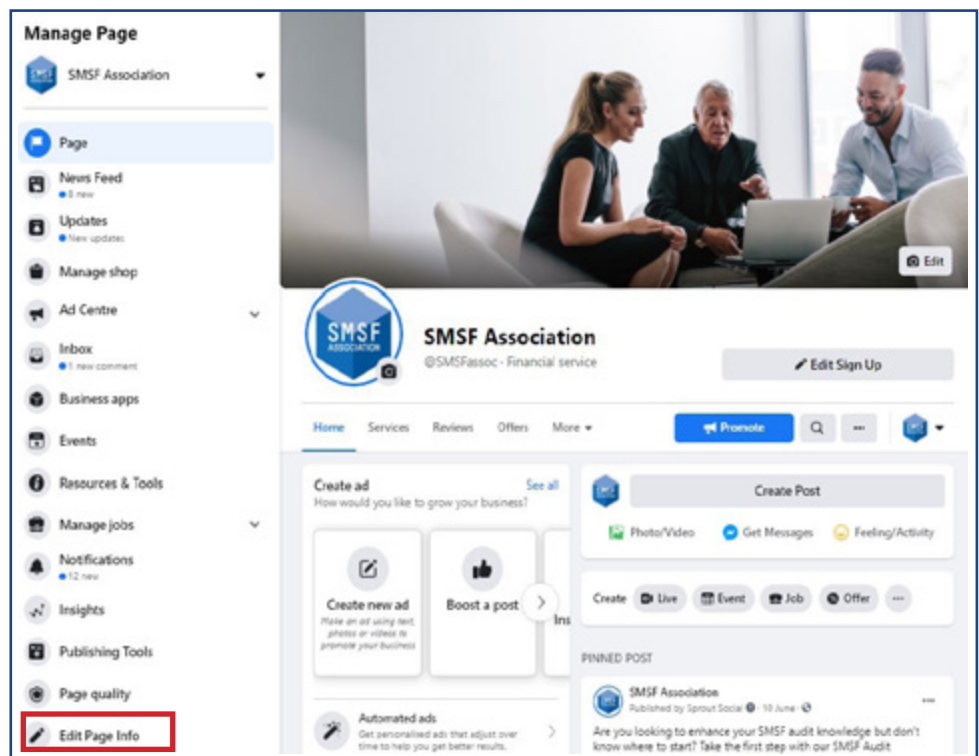 Manage Page
SMSF Association
Page
News Feed
8 new
Updates
New updates
Manage shop
Ad Centre
Inbox
1 new comment
Business apps
Events
Resources & Tools
Manage jobs
Notifications
12 new
Insights
Publishing Tools
Page quality
Edit Page Info
Edit
SMSF
ASSOCIATION
SMSF Association
@SMSFassoc · Financial service
Edit Sign Up
Home Services Reviews Offers More
Promote
Create ad See all
How would you like to grow your business?
Create new ad
Make an ad using text,
photos or videos to
promote your business
Boost a post
Ins
Automated ads
Get personalised ads that adjust over
time to help you get better results.
Create Post
Photo/Video Get Messages Feeling/Activity
Create Live Event Job Offer
PINNED POST
SMSF Association
Published by Sprout Social · 10 June ·
Are you looking to enhance your SMSF audit knowledge but don't
know where to start? Take the first step with our SMSF Audit